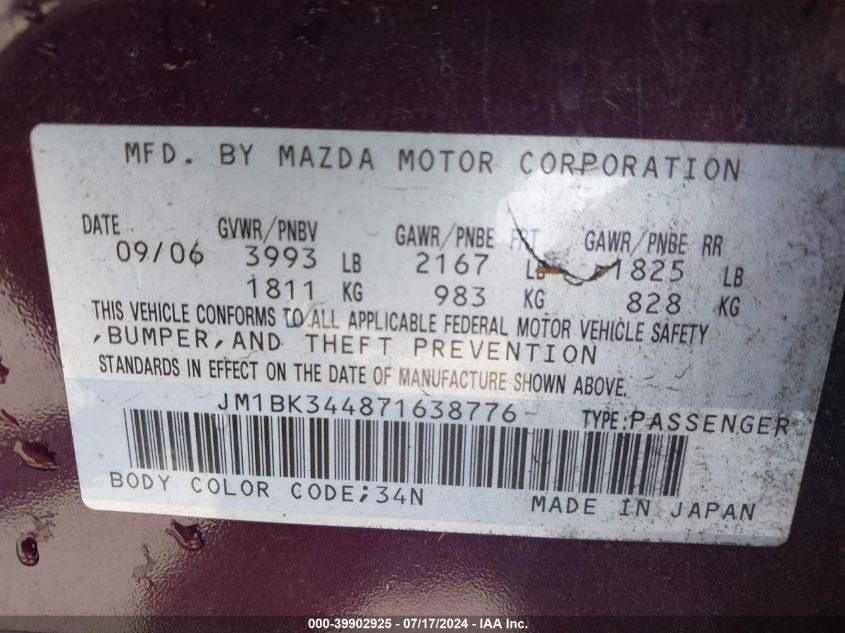 MFD. BY MAZDA MOTOR CORPORATION
DATE GVWR/PNBV GAWR/PNBE FRT GAWR/PNBE RR
09/06 3993 LB 2167 LB 1825 LB
1811 KG 983 KG 828 KG
THIS VEHICLE CONFORMS TO ALL APPLICABLE FEDERAL MOTOR VEHICLE SAFETY
,BUMPER,AND THEFT PREVENTION
STANDARDS IN EFFECT ON THE DATE OF MANUFACTURE SHOWN ABOVE.
JM1BK344871638776 TYPE:PASSENGER
BODY COLOR CODE;34N MADE IN JAPAN
000-39902925 - 07/17/2024 - IAA Inc.